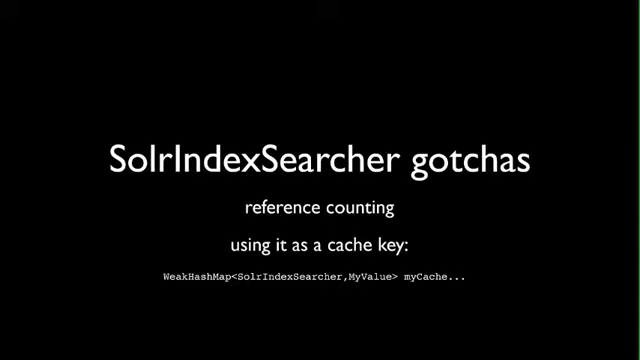 SolrIndexSearcher gotchas
reference counting
using it as a cache key:
WeakHashMap<SolrIndexSearcher,MyValue> myCache...